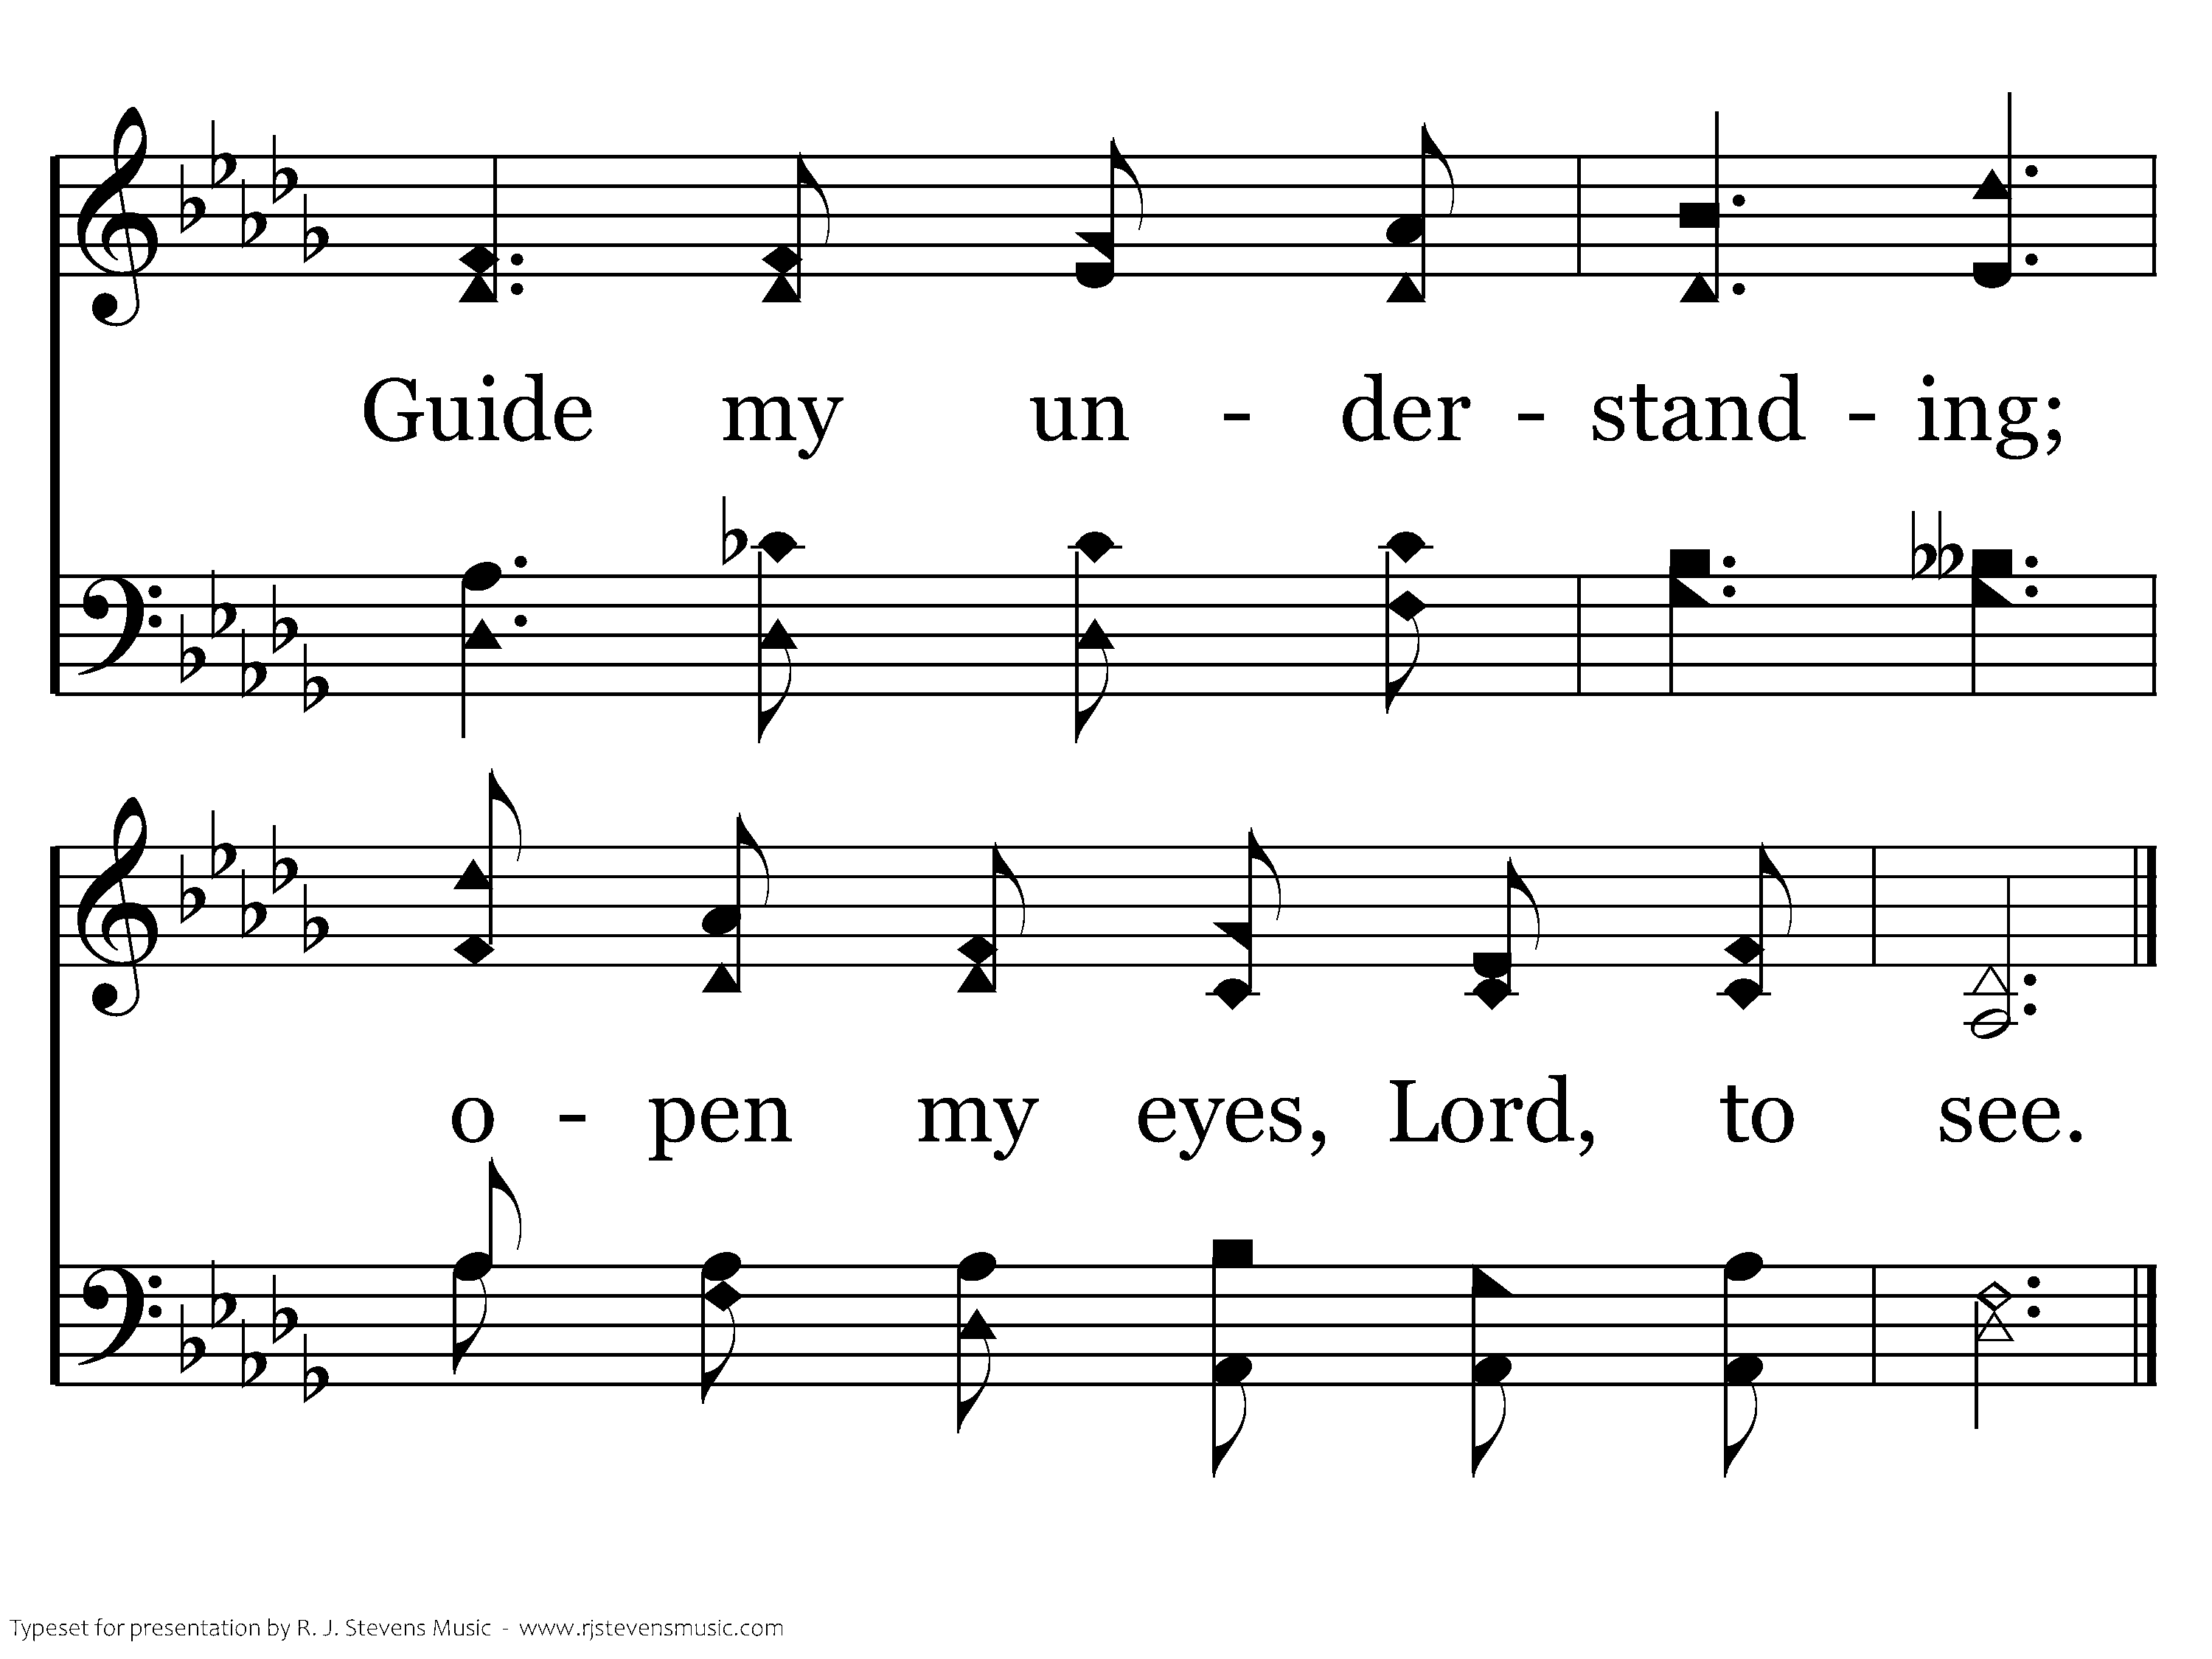 Guide my un - der - stand - ing;
o - pen my eyes, Lord, to see.
Typeset for presentation by R. J. Stevens Music - www.rjstevensmusic.com